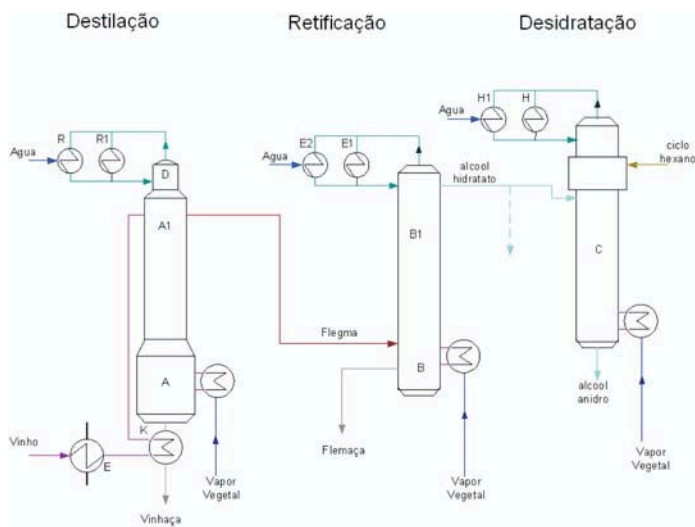 Destilação
Retificação
Desidratação
H1
H
Agua
R
R1
E2
E1
Agua
Agua
ciclo
hexano
D
alcool
hidratato
A1
B1
C
Flegma
A
B
alcool
anidro
K
Flemaça
Vinho
E
Vapor
Vegetal
Vapor
Vegetal
Vapor
Vegetal
Vinhaça